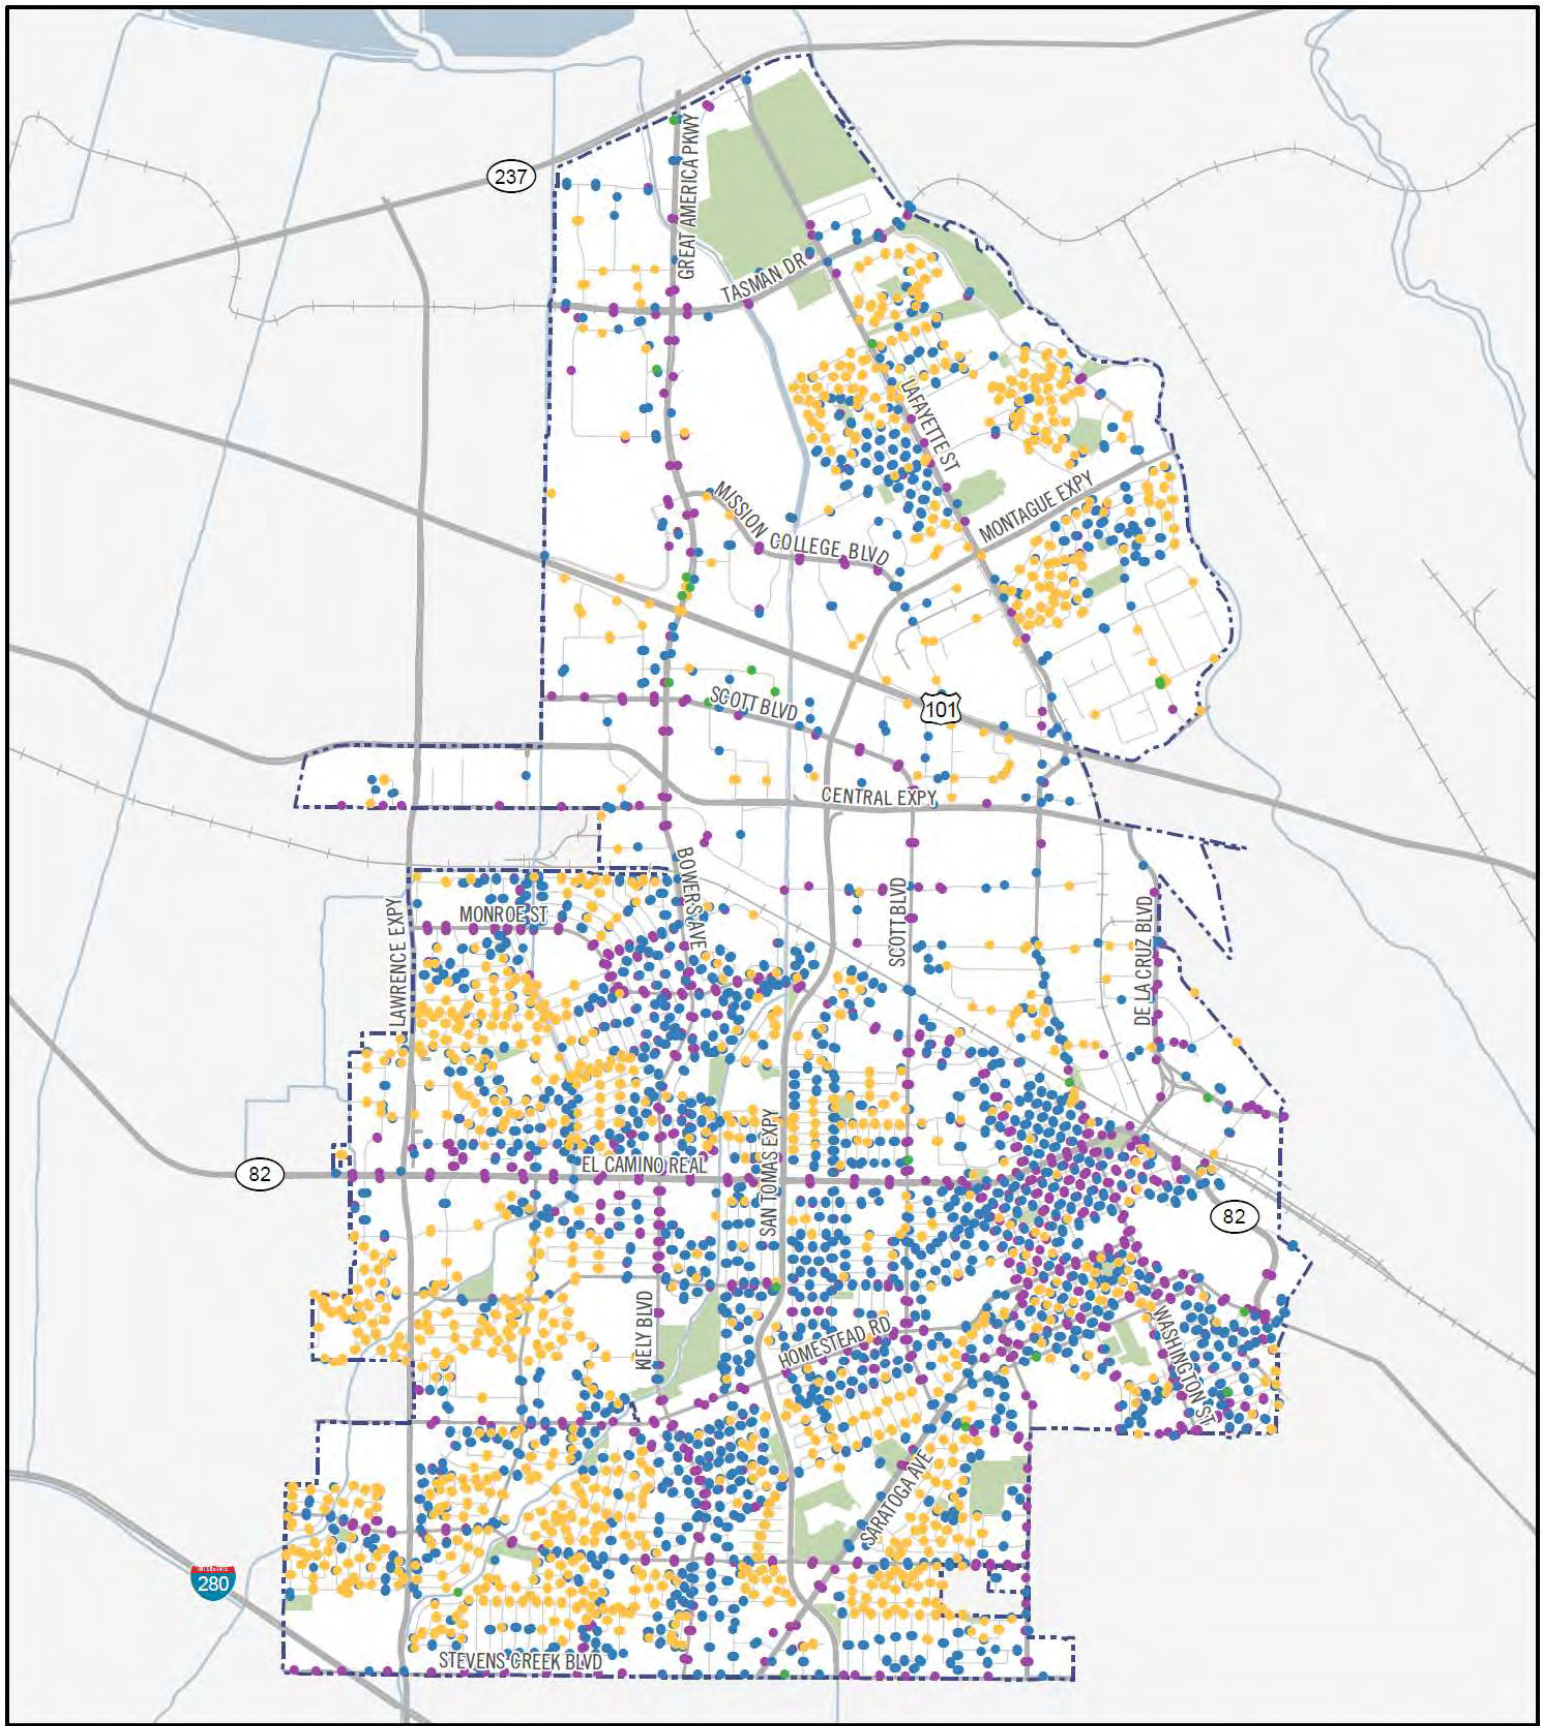 237
GREAT AMERICA PKWY
TASMAN DR
LAFAYETTE ST
MISSION COLLEGE BLVD
MONTAGUE EXPY
SCOTT BLVD
101
CENTRAL EXPY
BOWERS AVE
MONROE ST
LAWRENCE EXPY
SCOTT BLVD
DE LA CRUZ BLVD
SAN TOMAS EXPY
EL CAMINO REAL
82
82
KIELY BLVD
HOMESTEAD RD
WASHINGTON ST
SARATOGA AVE
280
STEVENS CREEK BLVD